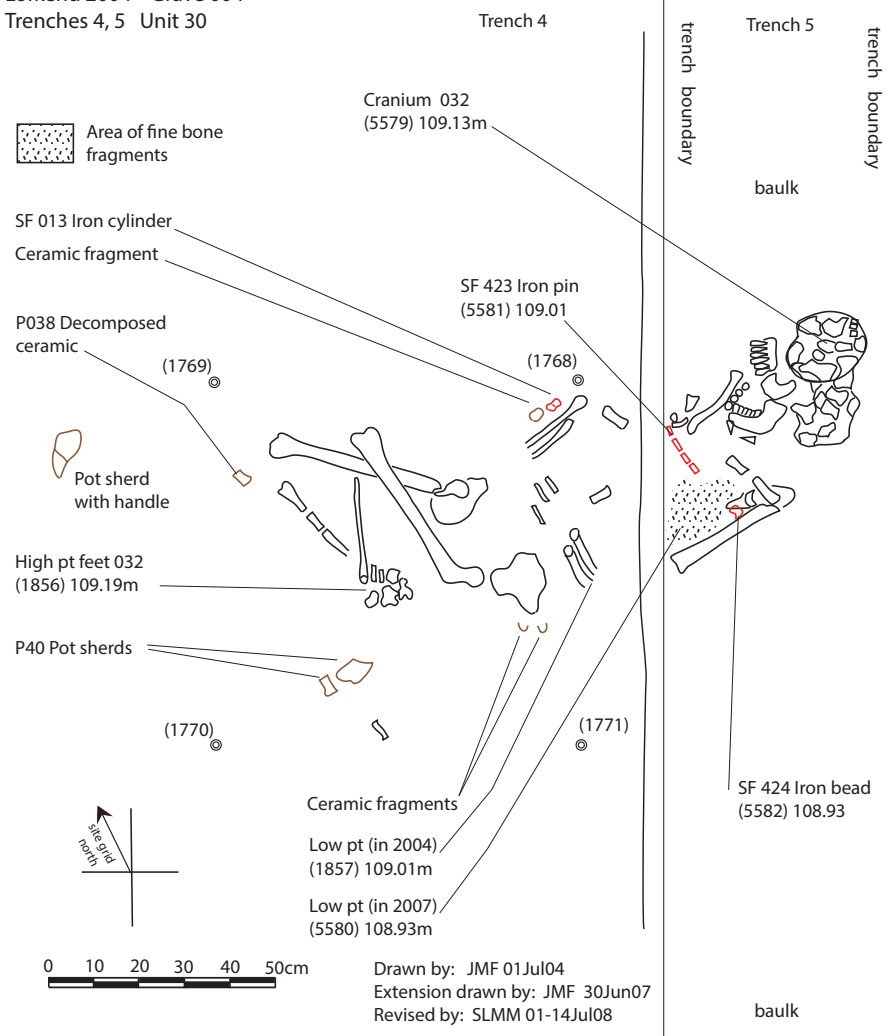 Trenches 4, 5   Unit 30
Trench 4
Trench 5
trench boundary
trench boundary
Cranium 032
(5579) 109.13m
Area of fine bone
fragments
baulk
SF 013 Iron cylinder
Ceramic fragment
SF 423 Iron pin
(5581) 109.01
P038 Decomposed
ceramic
(1769)
(1768)
Pot sherd
with handle
High pt feet 032
(1856) 109.19m
P40 Pot sherds
(1770)
(1771)
Ceramic fragments
SF 424 Iron bead
(5582) 108.93
site grid
north
Low pt (in 2004)
(1857) 109.01m
Low pt (in 2007)
(5580) 108.93m
0 10 20 30 40 50cm
Drawn by: JMF 01Jul04
Extension drawn by: JMF 30Jun07
Revised by: SLMM 01-14Jul08
baulk